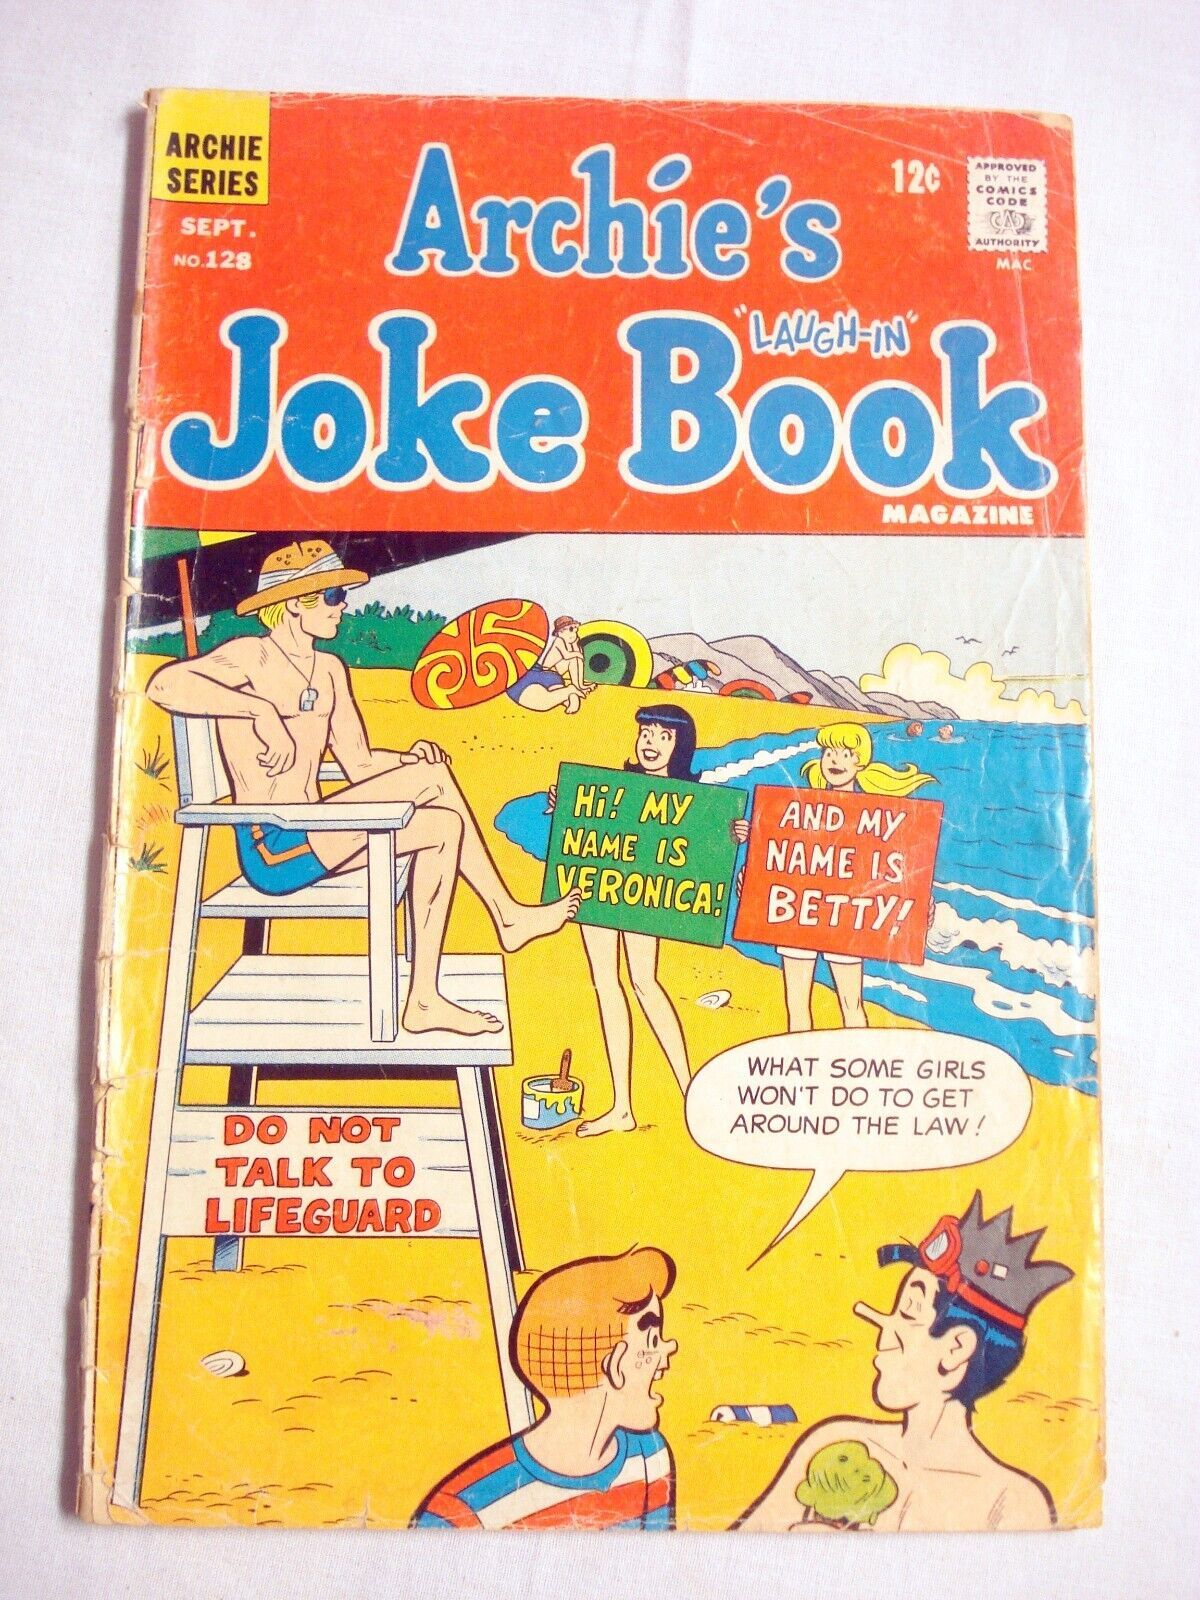 ARCHIE
SERIES
SEPT.
NO.128
Archie's
12¢
APPROVED
BY THE
COMICS
CODE
CA
AUTHORITY
MAC
"LAUGH-IN"
Joke Book
MAGAZINE
Hi! MY
NAME IS
VERONICA!
AND MY
NAME IS
BETTY!
WHAT SOME GIRLS
WON'T DO TO GET
AROUND THE LAW!
DO NOT
TALK TO
LIFEGUARD